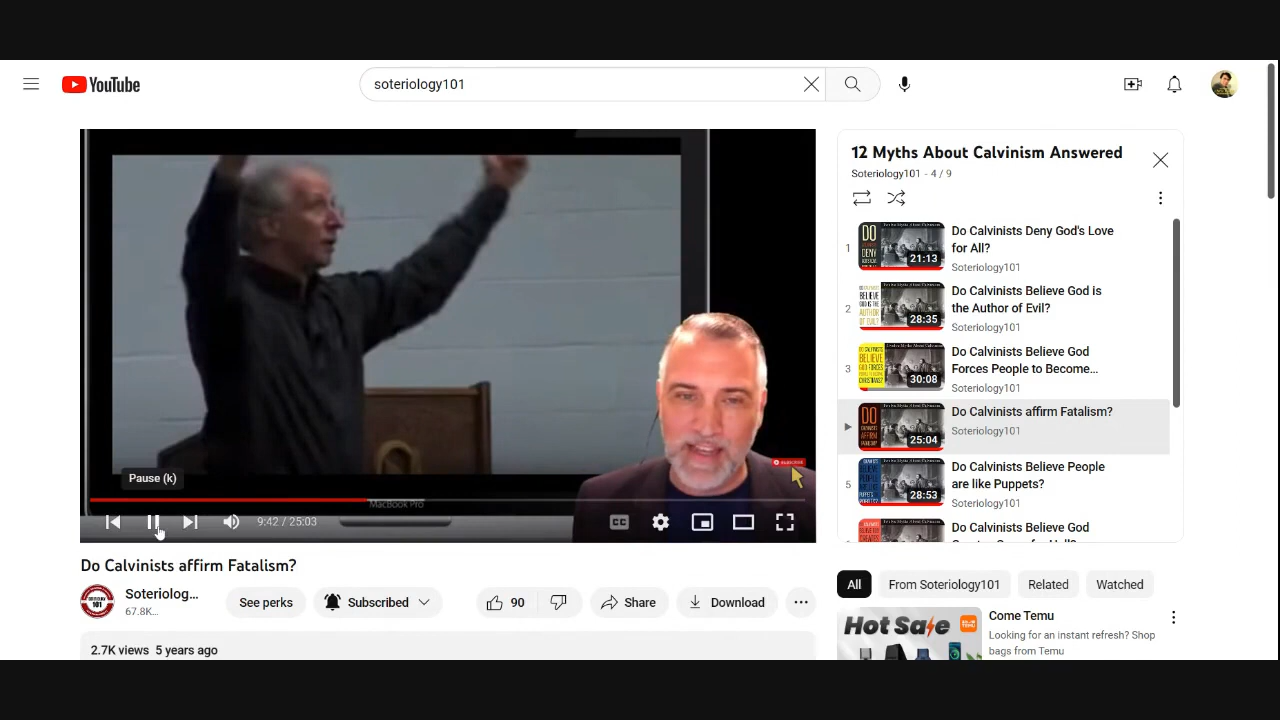 YouTube
soteriology101
12 Myths About Calvinism Answered
Soteriology101 - 4 / 9
1
21:13
Do Calvinists Deny God's Love
for All?
Soteriology101
2
28:35
Do Calvinists Believe God is
the Author of Evil?
Soteriology101
3
30:08
Do Calvinists Believe God
Forces People to Become...
Soteriology101
DO
25:04
Do Calvinists affirm Fatalism?
Soteriology101
5
28:53
Do Calvinists Believe People
are like Puppets?
Soteriology101
Do Calvinists Believe God
Pause (k)
MacBook Pro
9:42 / 25:03
CC
Do Calvinists affirm Fatalism?
Soteriolog...
67.8K...
See perks
Subscribed
90
Share
Download
2.7K views 5 years ago
All
From Soteriology101
Related
Watched
Hot Sale
Come Temu
Looking for an instant refresh? Shop
bags from Temu